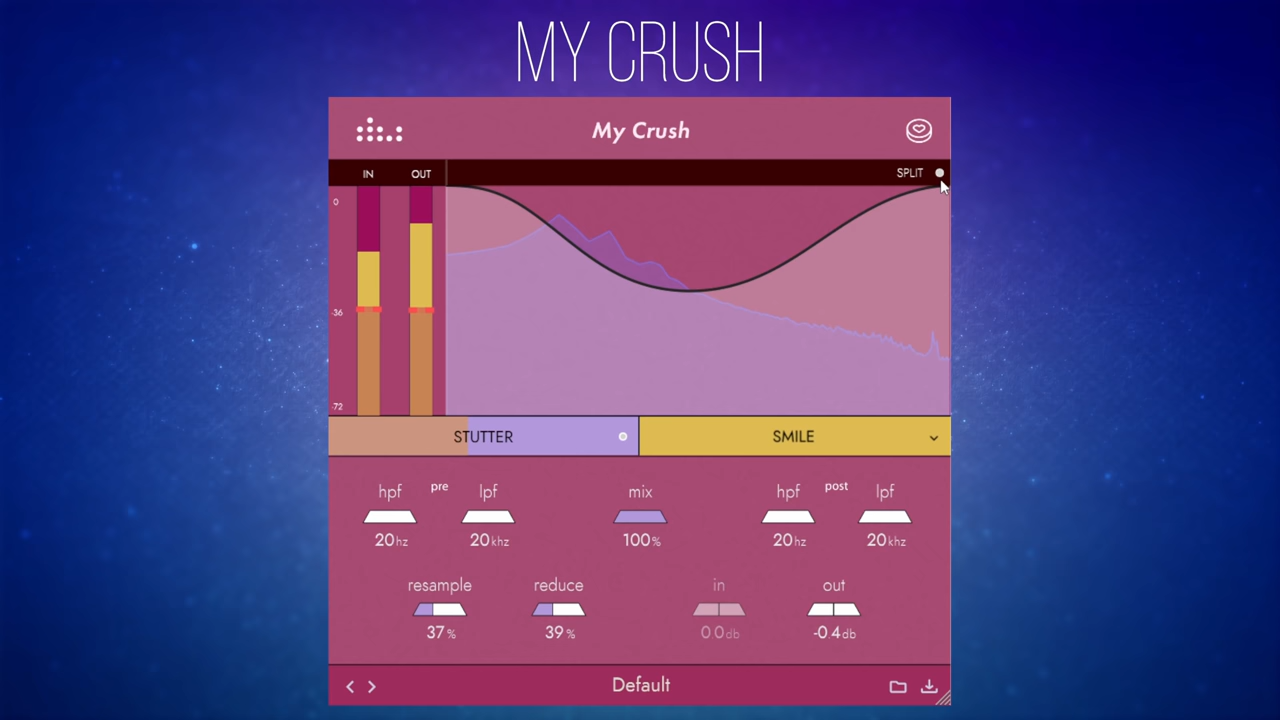 MY CRUSH
My Crush
IN OUT SPLIT
0
-36
-72
STUTTER SMILE
hpf pre lpf mix hpf post lpf
20hz 20khz 100% 20hz 20khz
resample reduce in out
37% 39% 0.0db -0.4db
Default